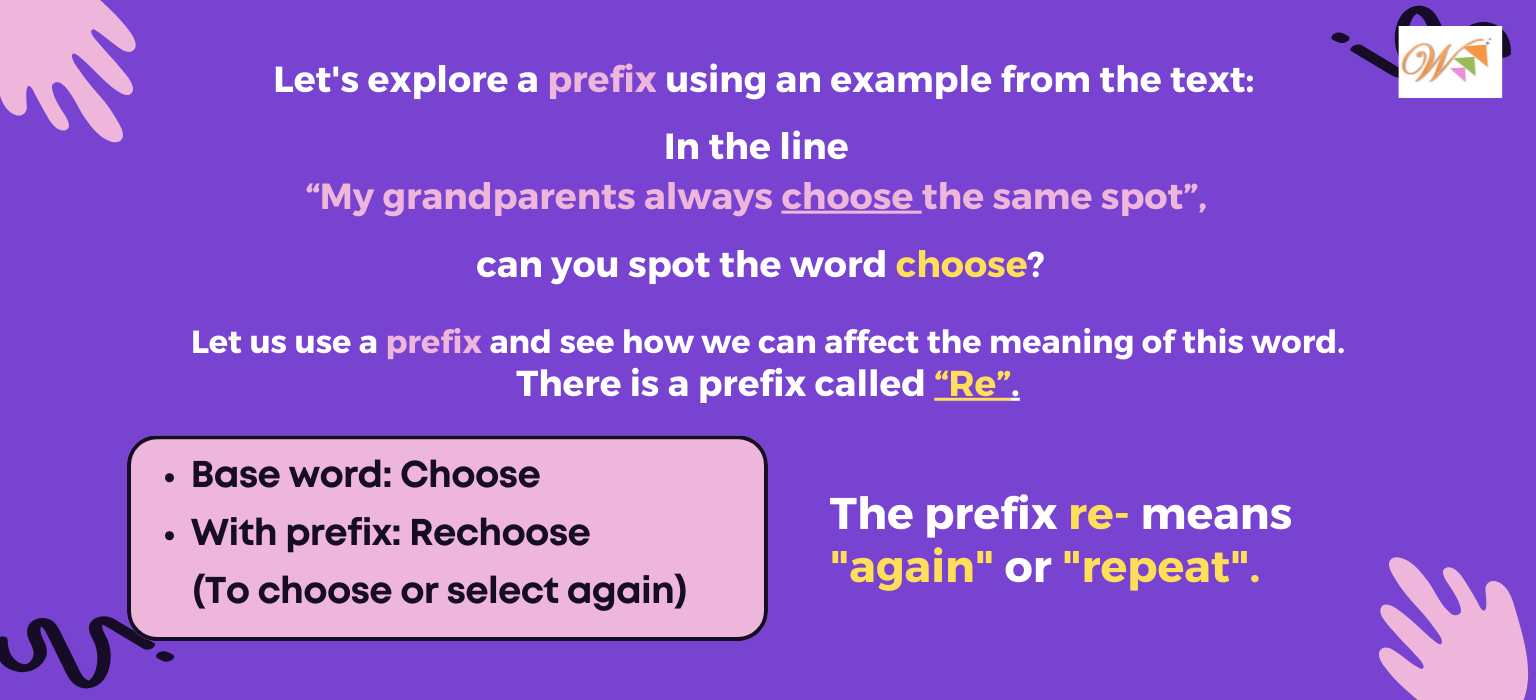 Let's explore a prefix using an example from the text:
In the line
“My grandparents always choose the same spot”,
can you spot the word choose?
Let us use a prefix and see how we can affect the meaning of this word.
There is a prefix called “Re”.
• Base word: Choose
• With prefix: Rechoose
(To choose or select again)
The prefix re- means
"again" or "repeat".
W